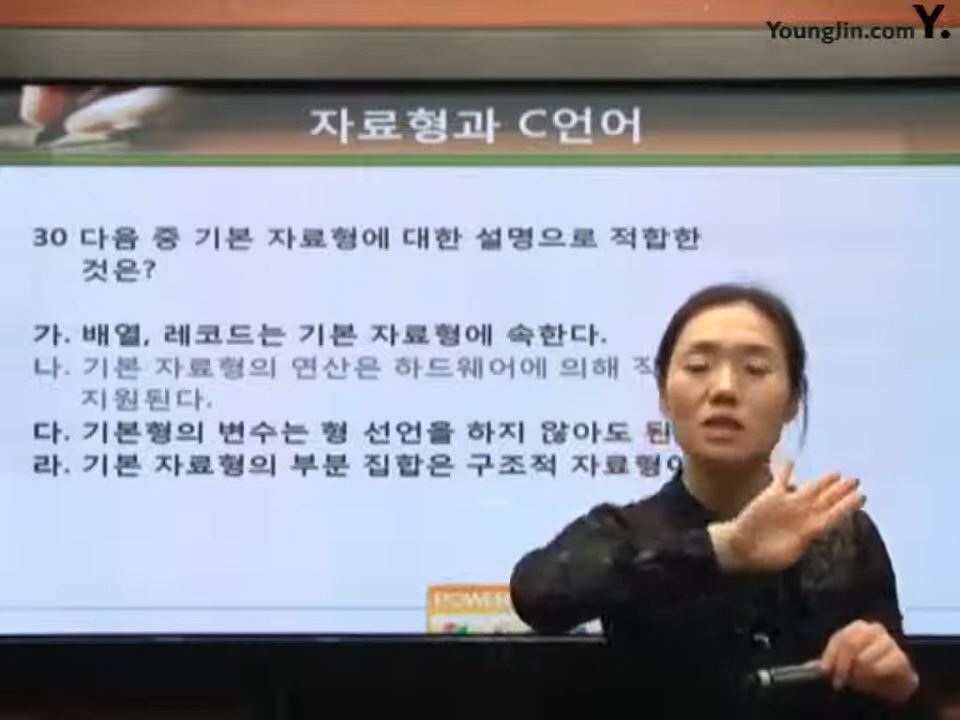 YoungJin.com Y.
자료형과 C언어
30 다음 중 기본 자료형에 대한 설명으로 적합한
것은?
가. 배열, 레코드는 기본 자료형에 속한다.
나. 기본 자료형의 연산은 하드웨어에 의해
지원된다.
다. 기본형의 변수는 형 선언을 하지 않아도 된
라. 기본 자료형의 부분 집합은 구조적 자료형
POWER